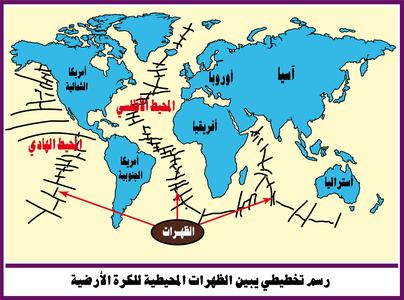 أمريكا
الشمالية
أوروبا
آسيا
المحيط الأطلسي
أفريقيا
المحيط الهادي
أمريكا
الجنوبية
أستراليا
الظهرات
رسم تخطيطي يبين الظهرات المحيطية للكرة الأرضية